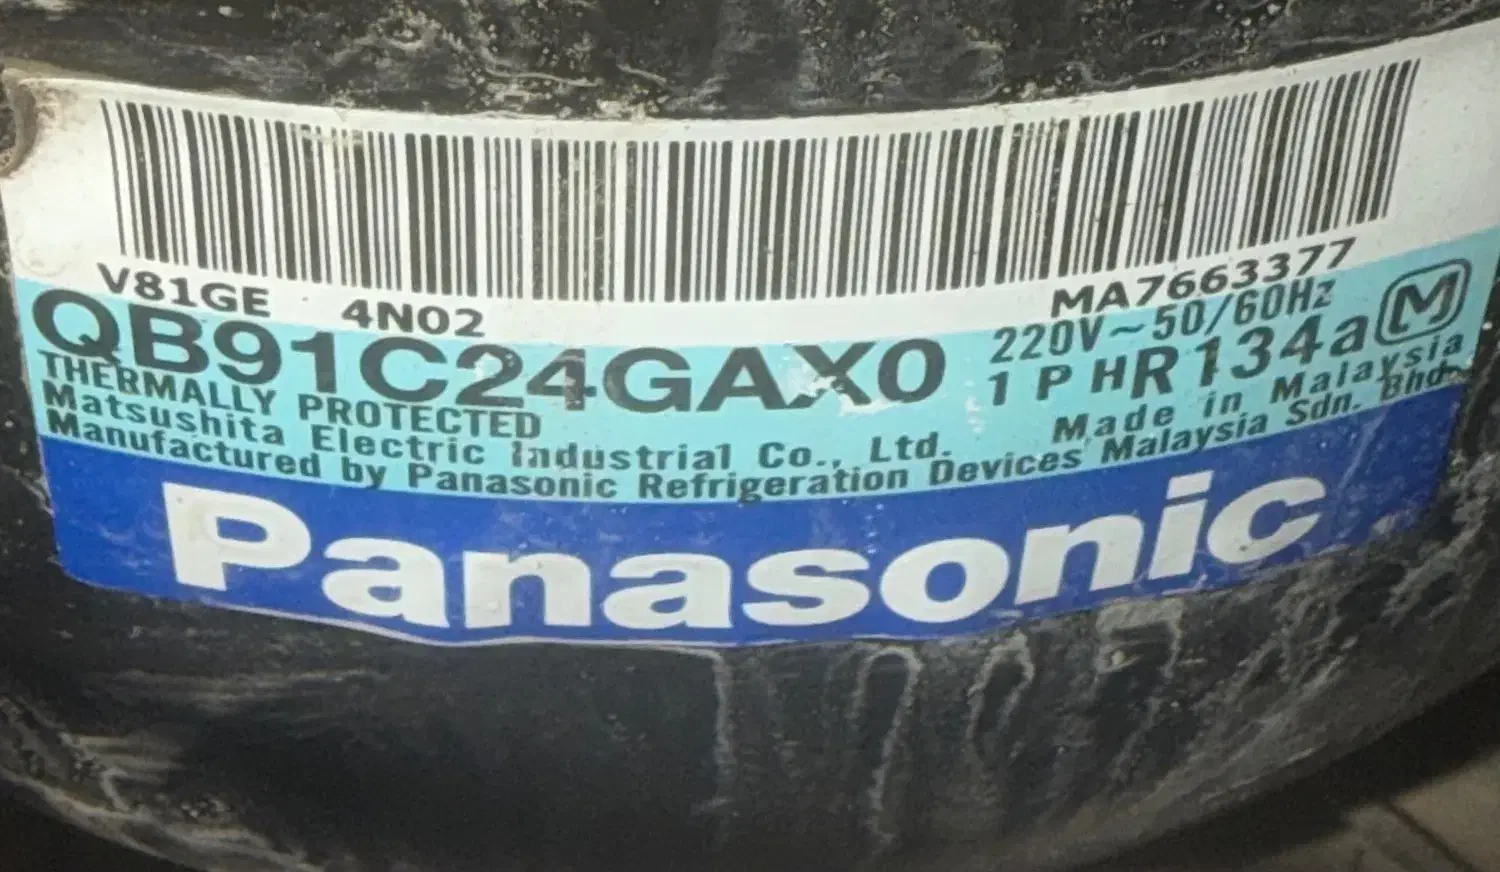 V81GE 4N02 MA7663377
QB91C24GAX0 220V~50/60Hz
1 PH R134a M
THERMALLY PROTECTED
Matsushita Electric Industrial Co., Ltd. Made in Malaysia
Manufactured by Panasonic Refrigeration Devices Malaysia Sdn. Bhd.
Panasonic